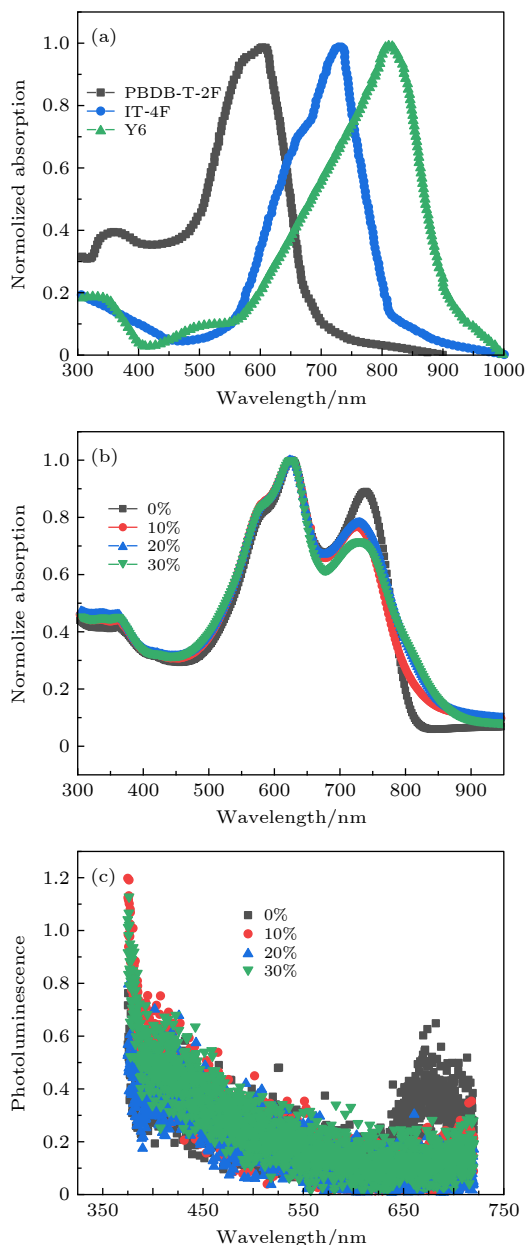 (a)
PBDB-T-2F
IT-4F
Y6
Normolized absorption
1.0
0.8
0.6
0.4
0.2
0
300 400 500 600 700 800 900 1000
Wavelength/nm
(b)
0%
10%
20%
30%
Normolize absorption
1.0
0.8
0.6
0.4
0.2
0
300 400 500 600 700 800 900
Wavelength/nm
(c)
0%
10%
20%
30%
Photoluminescence
1.2
1.0
0.8
0.6
0.4
0.2
0
350 450 550 650 750
Wavelength/nm